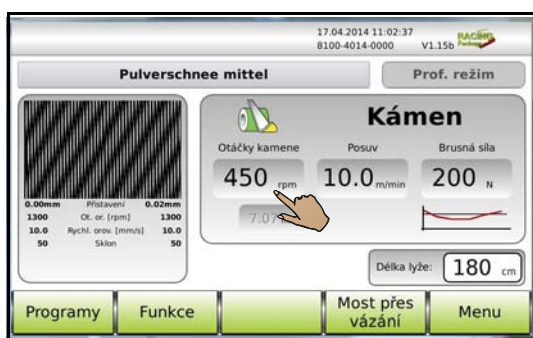 17.04.2014 11:02:37
8100-4014-0000 V1.15b
RACING
Pulverschnee mittel
Prof. režim
Kámen
Otáčky kamene Posuv Brusná síla
450 rpm 10.0 m/min 200 N
0.00mm Přistavení 0.02mm
1300 Ot. or. [rpm] 1300
10.0 Rychl. orov. [mm/s] 10.0
50 Sklon 50
Délka lyže: 180 cm
Programy Funkce Most přes vázání Menu